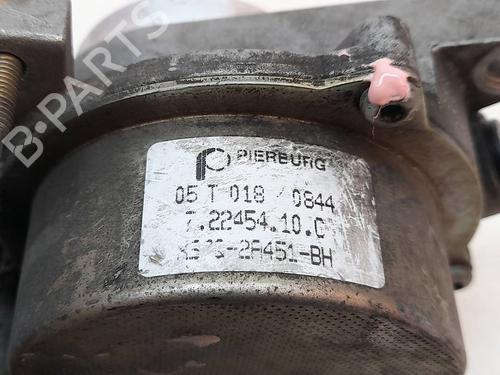 B-PARTS
PIERBURG
05 T 018 / 0844
7.22454.10.C
-2A451-BH